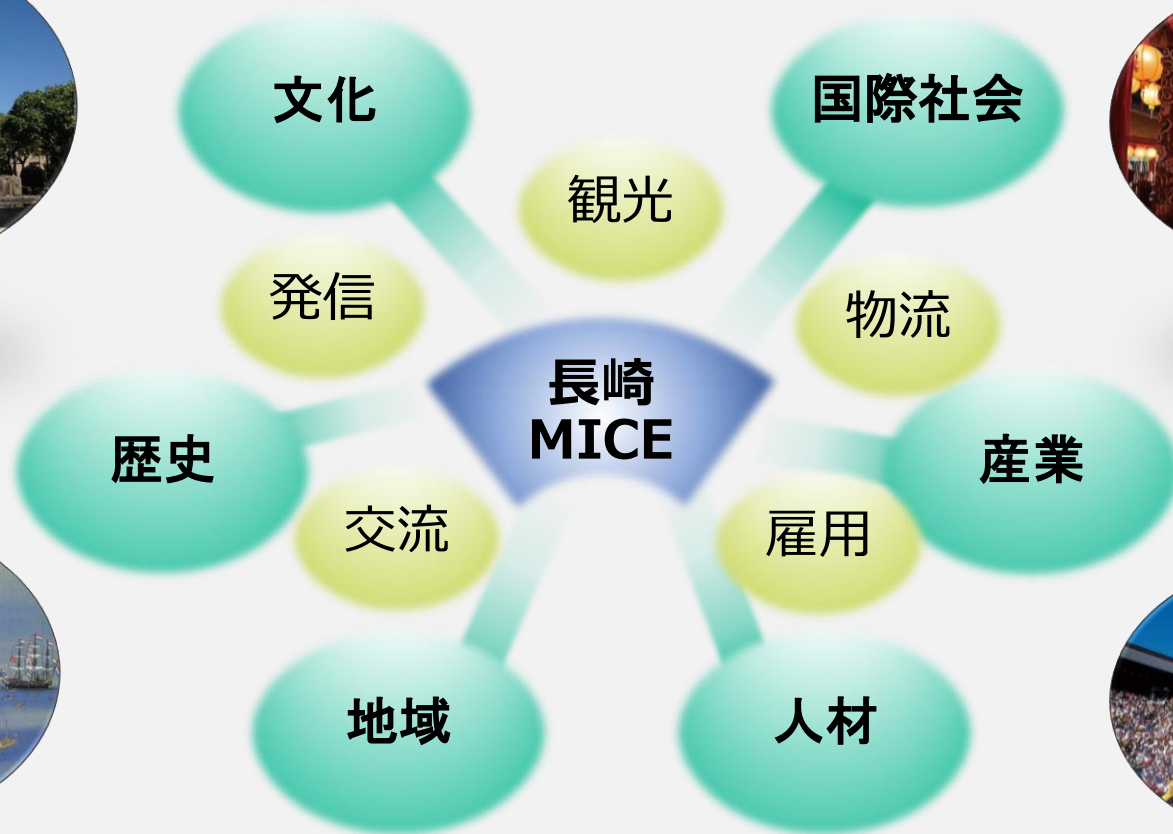 文化
国際社会
観光
発信
物流
長崎
MICE
歴史
産業
交流
雇用
地域
人材